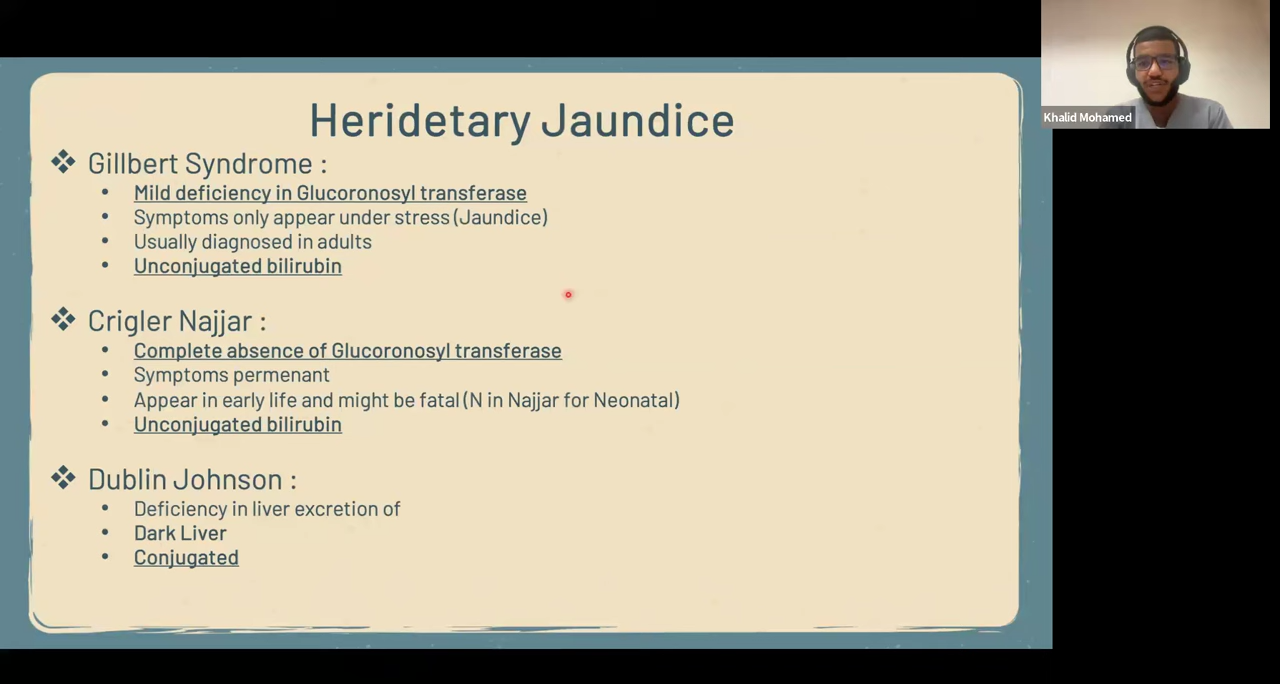 Heridetary Jaundice
Gillbert Syndrome :
Mild deficiency in Glucoronosyl transferase
Symptoms only appear under stress (Jaundice)
Usually diagnosed in adults
Unconjugated bilirubin
Crigler Najjar :
Complete absence of Glucoronosyl transferase
Symptoms permenant
Appear in early life and might be fatal (N in Najjar for Neonatal)
Unconjugated bilirubin
Dublin Johnson :
Deficiency in liver excretion of
Dark Liver
Conjugated
Khalid Mohamed